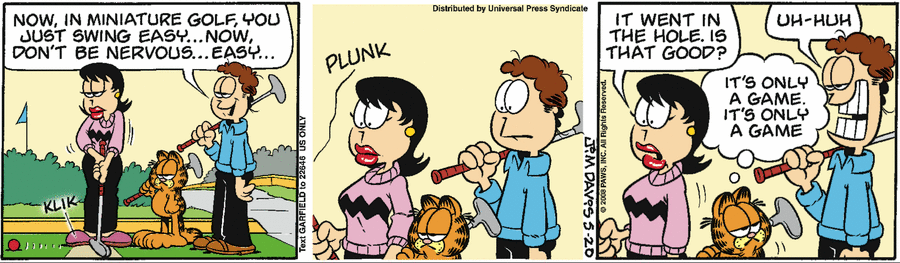 NOW, IN MINIATURE GOLF, YOU
JUST SWING EASY...NOW,
DON'T BE NERVOUS...EASY...
KLIK
Text GARFIELD to 22646 US ONLY
Distributed by Universal Press Syndicate
PLUNK
JIM DAVIS 5-20
IT WENT IN
THE HOLE. IS
THAT GOOD?
UH-HUH
IT'S ONLY
A GAME.
IT'S ONLY
A GAME
© 2008 PAWS, INC. All Rights Reserved.